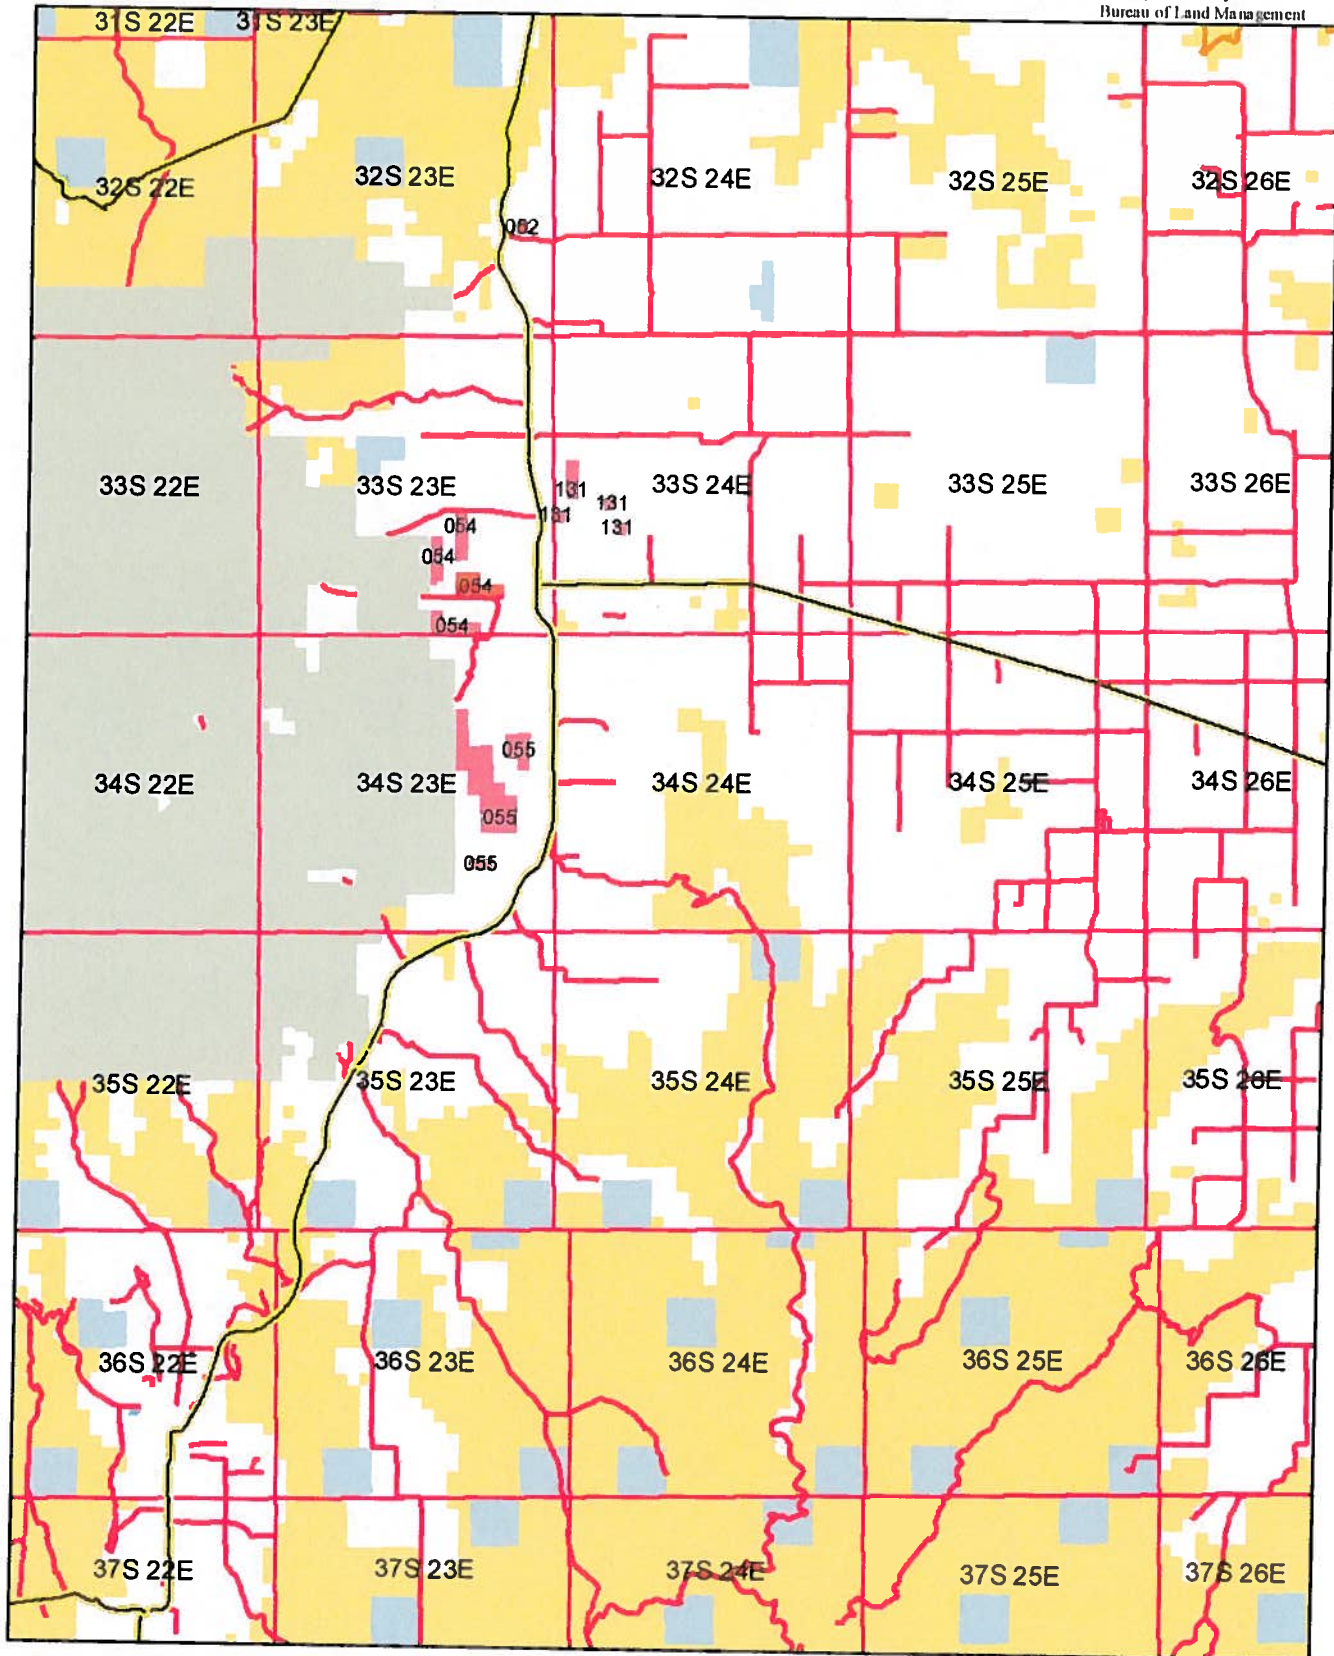 Bureau of Land Management
31S 22E 31S 23E
32S 22E 32S 23E 32S 24E 32S 25E 32S 26E
052
33S 22E 33S 23E 33S 24E 33S 25E 33S 26E
131
131
131
131
054
054
054
054
34S 22E 34S 23E 34S 24E 34S 25E 34S 26E
055
055
055
35S 22E 35S 23E 35S 24E 35S 25E 35S 26E
36S 22E 36S 23E 36S 24E 36S 25E 36S 26E
37S 22E 37S 23E 37S 24E 37S 25E 37S 26E